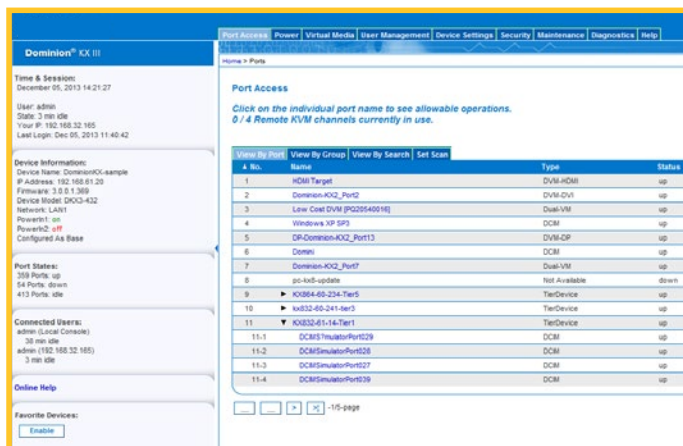 Port Access Power Virtual Media User Management Device Settings Security Maintenance Diagnostics Help
Dominion® KX III
Home > Ports
Time & Session:
December 05, 2013 14:21:27
User: admin
State: 3 min idle
Your IP: 192.168.32.165
Last Login: Dec 05, 2013 11:40:42
Device Information:
Device Name: DominionKX-sample
IP Address: 192.168.61.20
Firmware: 3.0.0.1.369
Device Model: DKX3-432
Network: LAN1
PowerIn1: on
PowerIn2: off
Configured As Base
Port States:
359 Ports: up
54 Ports: down
413 Ports: idle
Connected Users:
admin (Local Console)
38 min idle
admin (192.168.32.165)
3 min idle
Online Help
Favorite Devices:
Enable
Port Access
Click on the individual port name to see allowable operations.
0 / 4 Remote KVM channels currently in use.
View By Port View By Group View By Search Set Scan
▲ No. Name Type Status
1 HDMI Target DVM-HDMI up
2 Dominion-KX2_Port2 DVM-DVI up
3 Low Cost DVM [PQ20540016] Dual-VM up
4 Windows XP SP3 DCIM up
5 DP-Dominion-KX2_Port13 DVM-DP up
6 Domini DCIM up
7 Dominion-KX2_Port7 Dual-VM up
8 pc-kx8-update Not Available down
9 ► KX864-60-234-Tier5 TierDevice up
10 ► kx832-60-241-tier3 TierDevice up
11 ▼ KX832-61-14-Tier1 TierDevice up
11-1 DCIMS?mulatorPort029 DCIM up
11-2 DCIMSimulatorPort028 DCIM up
11-3 DCIMSimulatorPort027 DCIM up
11-4 DCIMSimulatorPort039 DCIM up
... ... > >| -1/5-page